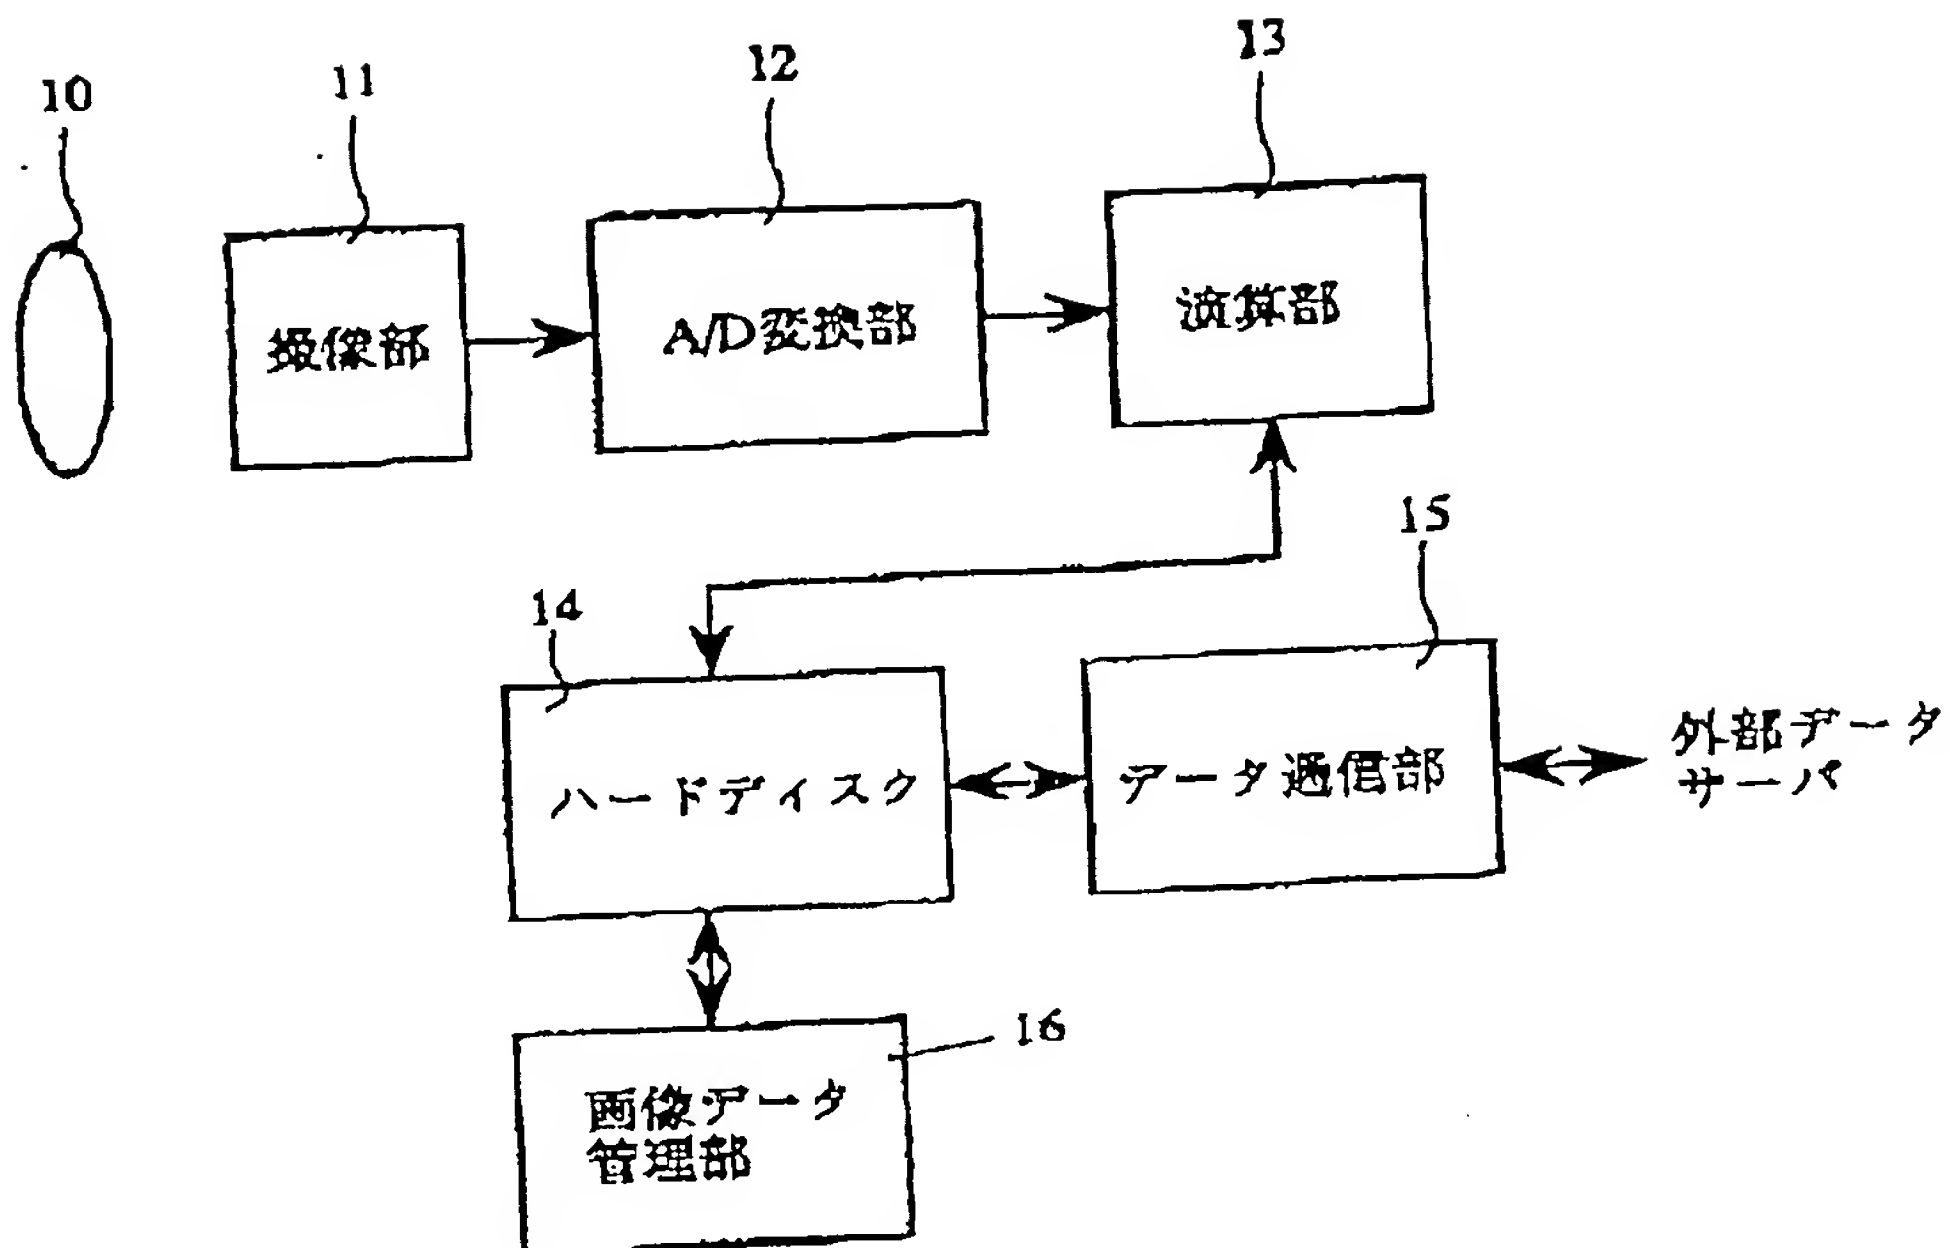 10
11
12
13
撮像部
A/D変換部
演算部
14
15
ハードディスク
データ通信部
外部データ
サーバ
16
画像データ
管理部